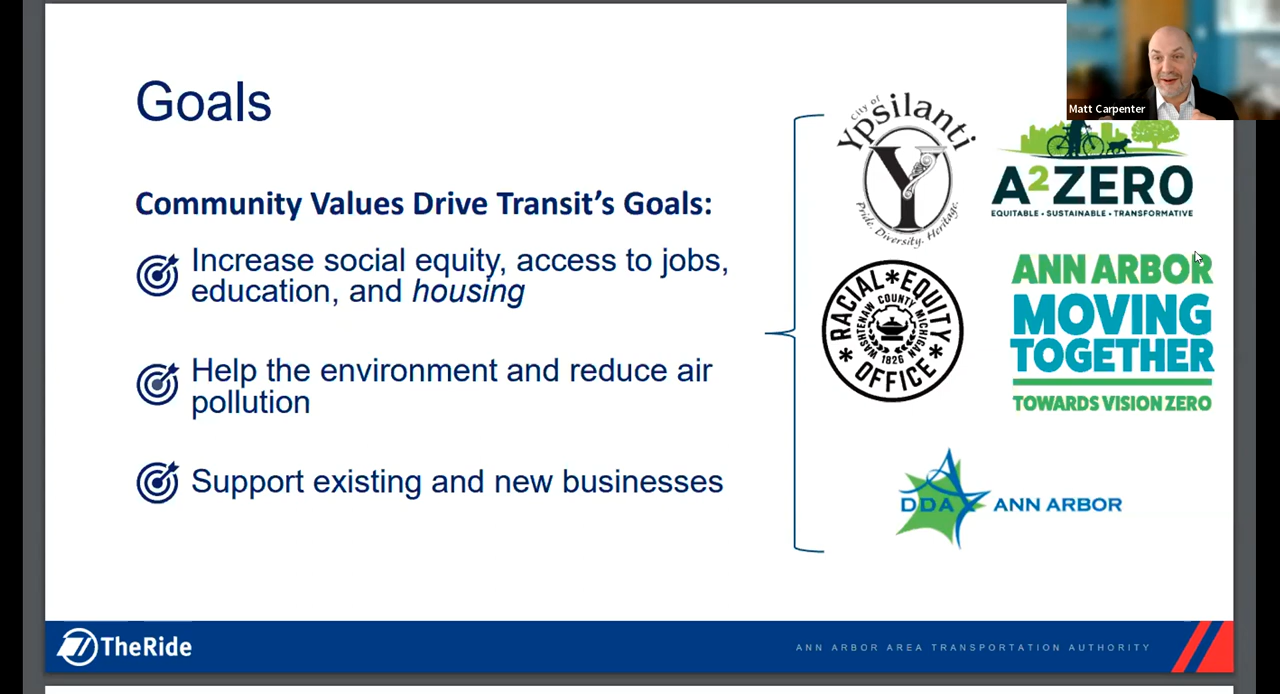 Goals
Community Values Drive Transit's Goals:
Increase social equity, access to jobs,
education, and housing
Help the environment and reduce air
pollution
Support existing and new businesses
City of
Ypsilanti
Y
Pride. Diversity. Heritage.
Matt Carpenter
A2ZERO
EQUITABLE • SUSTAINABLE • TRANSFORMATIVE
RACIAL * EQUITY
* OFFICE *
WASHTENAW COUNTY MICHIGAN
1826
ANN ARBOR
MOVING
TOGETHER
TOWARDS VISION ZERO
DDA ANN ARBOR
TheRide
ANN ARBOR AREA TRANSPORTATION AUTHORITY